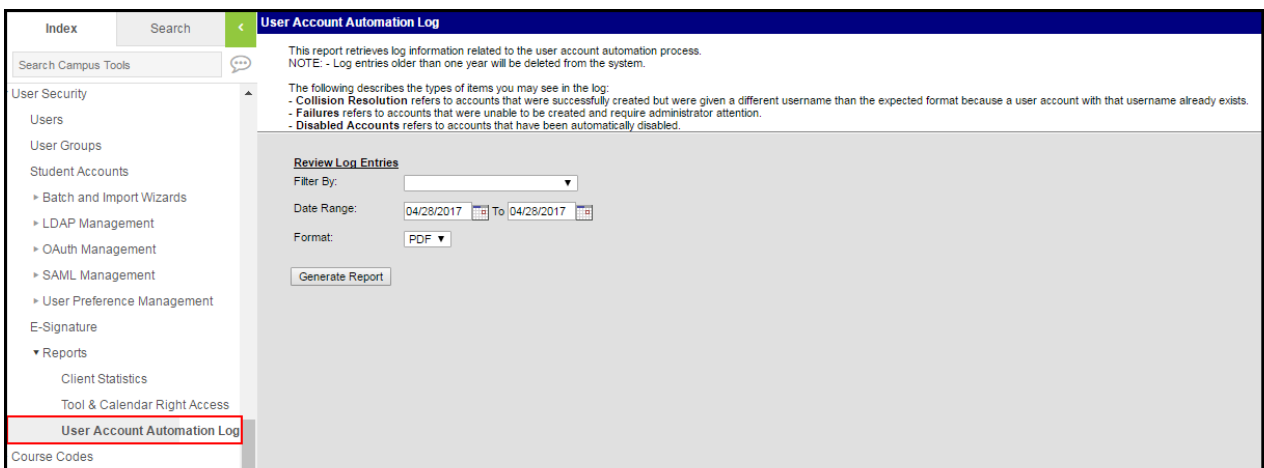 Index
Search
User Account Automation Log
Search Campus Tools
User Security
Users
User Groups
Student Accounts
Batch and Import Wizards
LDAP Management
OAuth Management
SAML Management
User Preference Management
E-Signature
Reports
Client Statistics
Tool & Calendar Right Access
User Account Automation Log
Course Codes
This report retrieves log information related to the user account automation process.
NOTE: - Log entries older than one year will be deleted from the system.
The following describes the types of items you may see in the log:
- Collision Resolution refers to accounts that were successfully created but were given a different username than the expected format because a user account with that username already exists.
- Failures refers to accounts that were unable to be created and require administrator attention.
- Disabled Accounts refers to accounts that have been automatically disabled.
Review Log Entries
Filter By:
Date Range: 04/28/2017 To 04/28/2017
Format: PDF
Generate Report